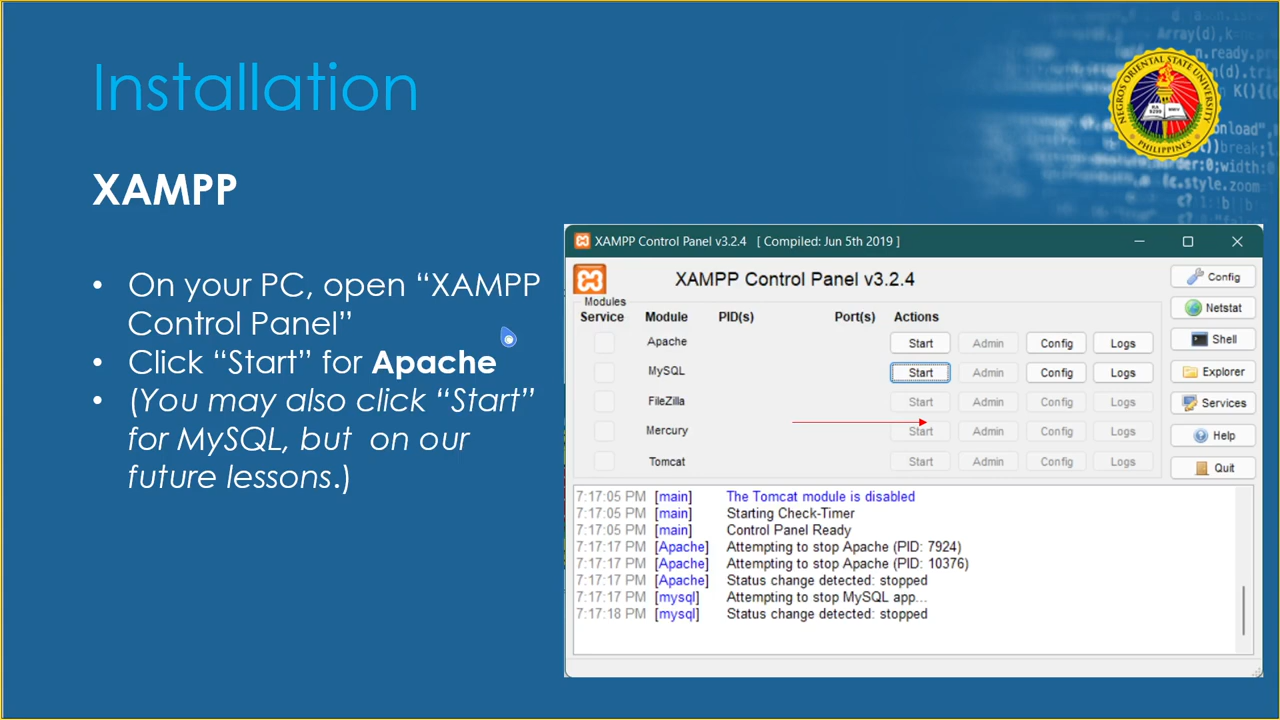 Installation
NEGROS ORIENTAL STATE UNIVERSITY
PHILIPPINES
XAMPP
• On your PC, open “XAMPP
Control Panel”
• Click “Start” for Apache
• (You may also click “Start”
for MySQL, but on our
future lessons.)
XAMPP Control Panel v3.2.4 [ Compiled: Jun 5th 2019 ]
XAMPP Control Panel v3.2.4
Config
Modules
Service Module PID(s) Port(s) Actions
Netstat
Apache Start Admin Config Logs
Shell
MySQL Start Admin Config Logs
Explorer
FileZilla Start Admin Config Logs
Services
Mercury Start Admin Config Logs
Help
Tomcat Start Admin Config Logs
Quit
7:17:05 PM [main] The Tomcat module is disabled
7:17:05 PM [main] Starting Check-Timer
7:17:05 PM [main] Control Panel Ready
7:17:17 PM [Apache] Attempting to stop Apache (PID: 7924)
7:17:17 PM [Apache] Attempting to stop Apache (PID: 10376)
7:17:17 PM [Apache] Status change detected: stopped
7:17:17 PM [mysql] Attempting to stop MySQL app...
7:17:18 PM [mysql] Status change detected: stopped